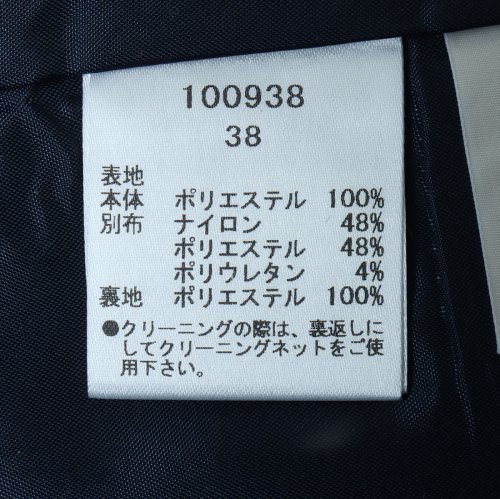 100938
38
表地
本体 ポリエステル 100%
別布 ナイロン 48%
ポリエステル 48%
ポリウレタン 4%
裏地 ポリエステル 100%
●クリーニングの際は、裏返しに
してクリーニングネットをご使
用下さい。